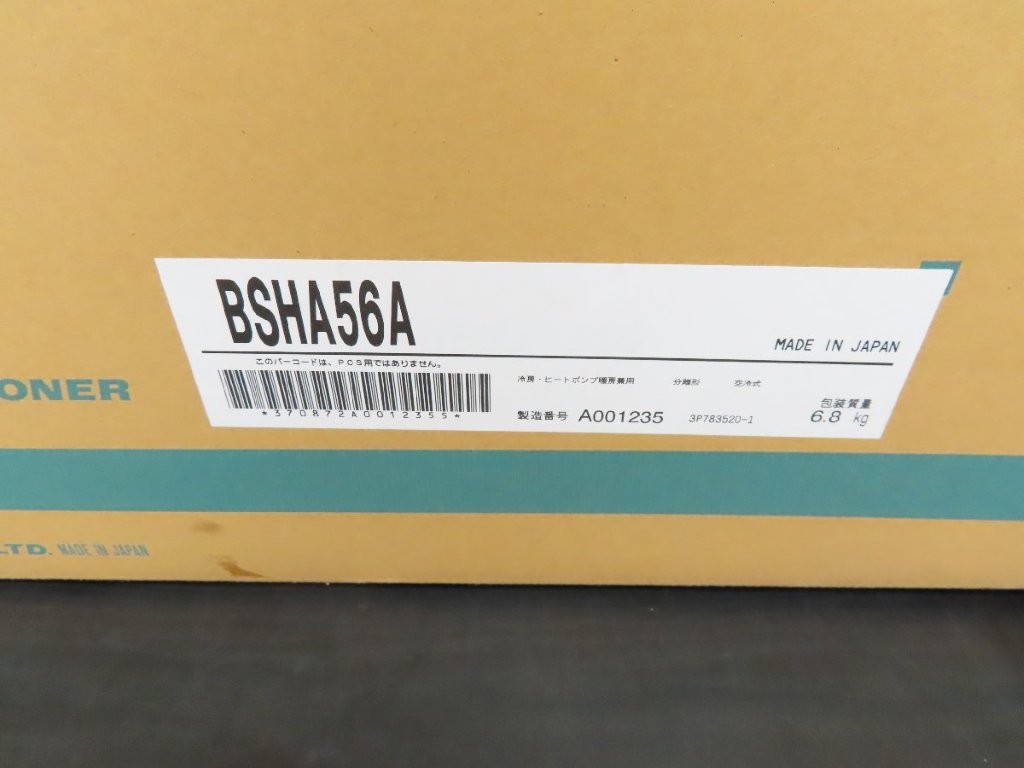 BSHA56A
MADE IN JAPAN
このバーコードは、PCS用ではありません。
*370872A0012355*
冷房・ヒートポンプ暖房兼用 分離形 空冷式
製造番号 A001235 3P783520-1
包装質量
6.8 kg
ONER
LTD. MADE IN JAPAN